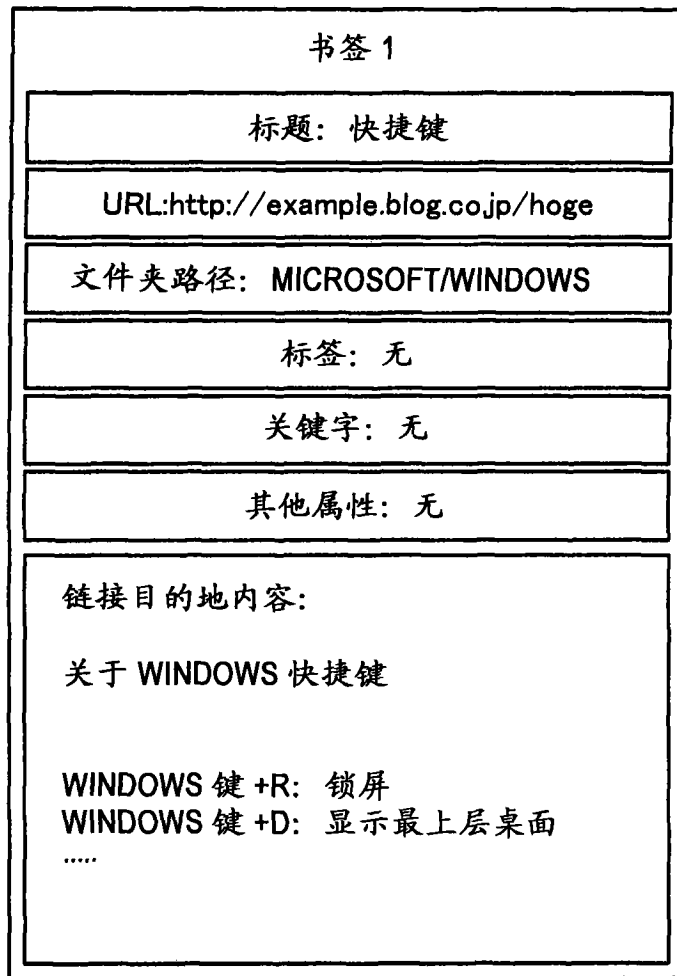 书签 1
标题: 快捷键
URL:http://example.blog.co.jp/hoge
文件夹路径: MICROSOFT/WINDOWS
标签: 无
关键字: 无
其他属性: 无
链接目的地内容:
关于 WINDOWS 快捷键
WINDOWS 键 +R: 锁屏
WINDOWS 键 +D: 显示最上层桌面
.....